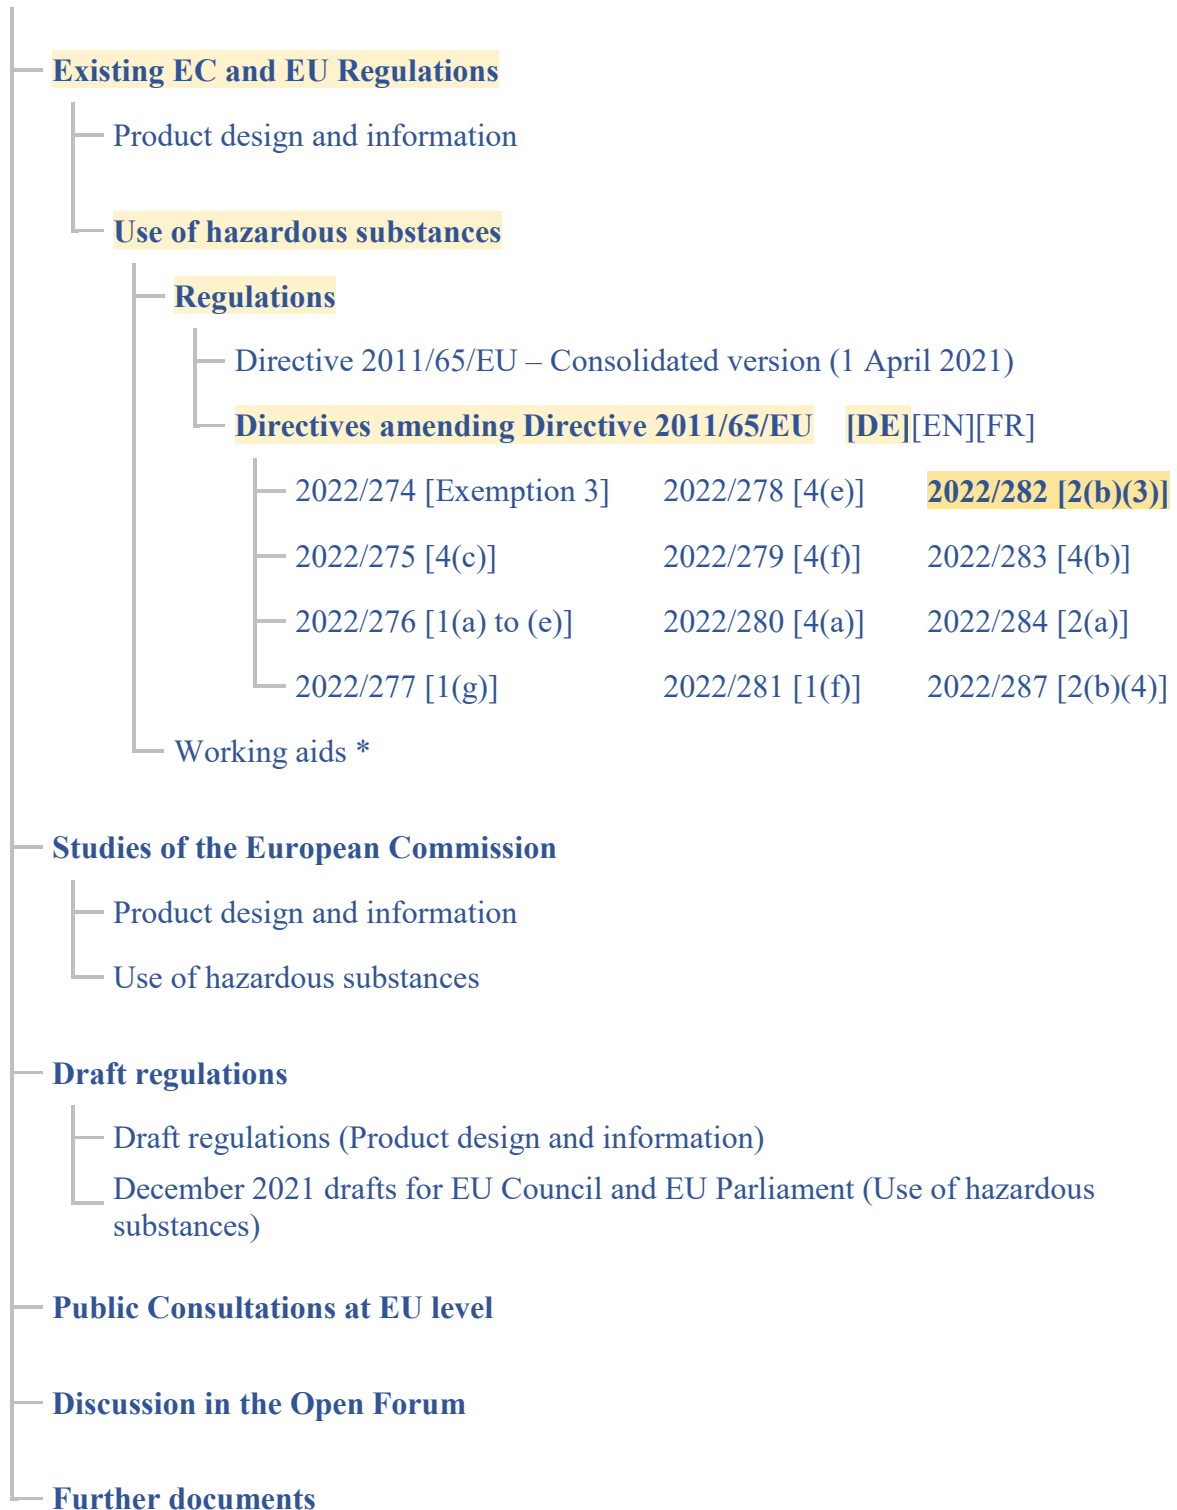 Existing EC and EU Regulations
Product design and information
Use of hazardous substances
Regulations
Directive 2011/65/EU – Consolidated version (1 April 2021)
Directives amending Directive 2011/65/EU [DE][EN][FR]
2022/274 [Exemption 3] 2022/278 [4(e)] 2022/282 [2(b)(3)]
2022/275 [4(c)] 2022/279 [4(f)] 2022/283 [4(b)]
2022/276 [1(a) to (e)] 2022/280 [4(a)] 2022/284 [2(a)]
2022/277 [1(g)] 2022/281 [1(f)] 2022/287 [2(b)(4)]
Working aids *
Studies of the European Commission
Product design and information
Use of hazardous substances
Draft regulations
Draft regulations (Product design and information)
December 2021 drafts for EU Council and EU Parliament (Use of hazardous
substances)
Public Consultations at EU level
Discussion in the Open Forum
Further documents